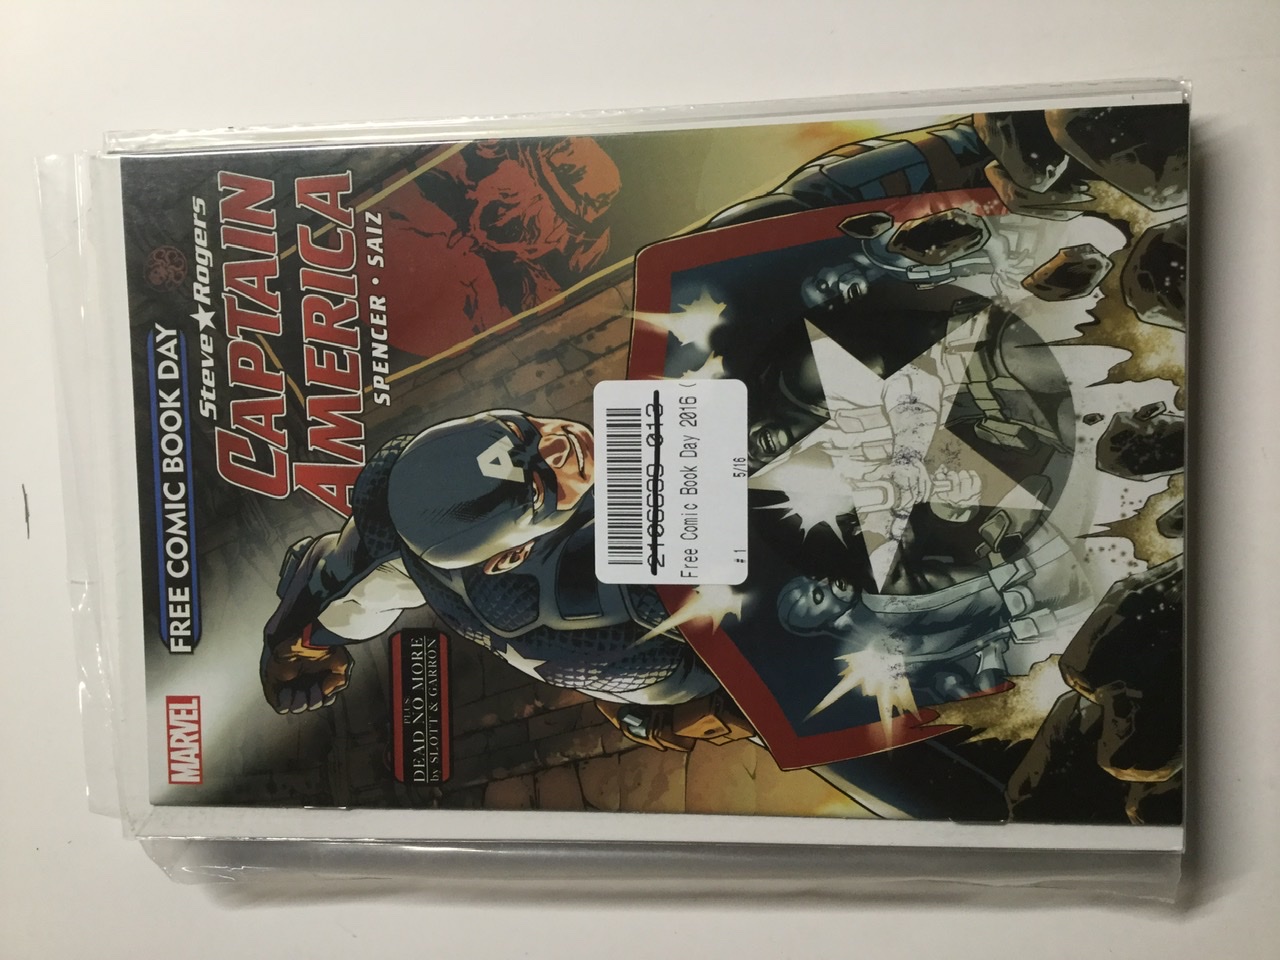 MARVEL
FREE COMIC BOOK DAY
Steve Rogers
CAPTAIN
AMERICA
SPENCER • SAIZ
PLUS
DEAD NO MORE
by SLOTT & GARRON
Free Comic Book Day 2016 (
#1 5/16